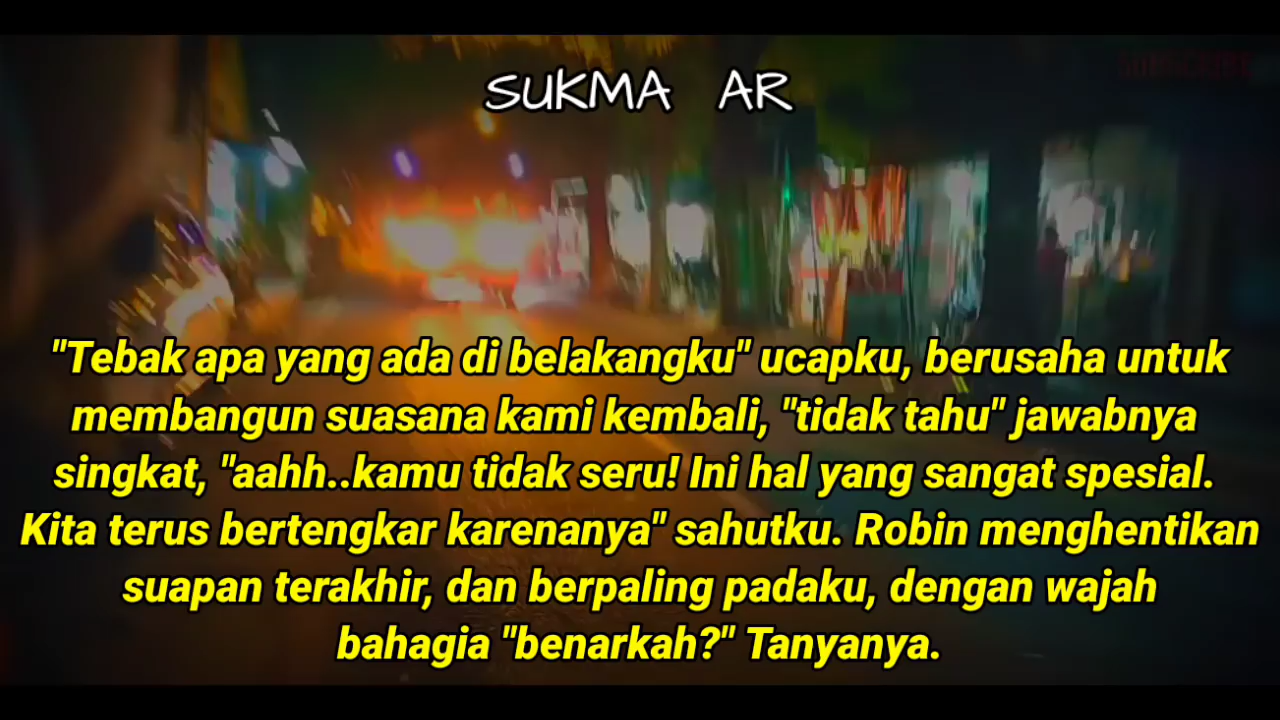 SUBSCRIBE
SUKMA AR
"Tebak apa yang ada di belakangku" ucapku, berusaha untuk
membangun suasana kami kembali, "tidak tahu" jawabnya
singkat, "aahh..kamu tidak seru! Ini hal yang sangat spesial.
Kita terus bertengkar karenanya" sahutku. Robin menghentikan
suapan terakhir, dan berpaling padaku, dengan wajah
bahagia "benarkah?" Tanyanya.